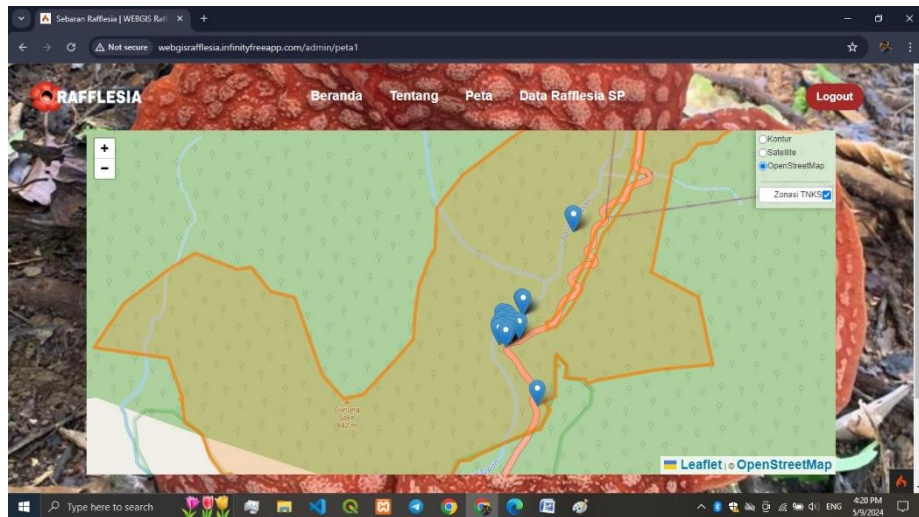 Sebaran Rafflesia | WEBGIS Raf
Not secure webgisrafflesia.infinityfreeapp.com/admin/peta1
RAFFLESIA
Beranda Tentang Peta Data Rafflesia SP
Logout
+
−
Kontur
Satellite
OpenStreetMap
Zonasi TNKS
Gunung
Sako
842 m
Leaflet | © OpenStreetMap
Type here to search
ENG
4:20 PM
5/9/2024